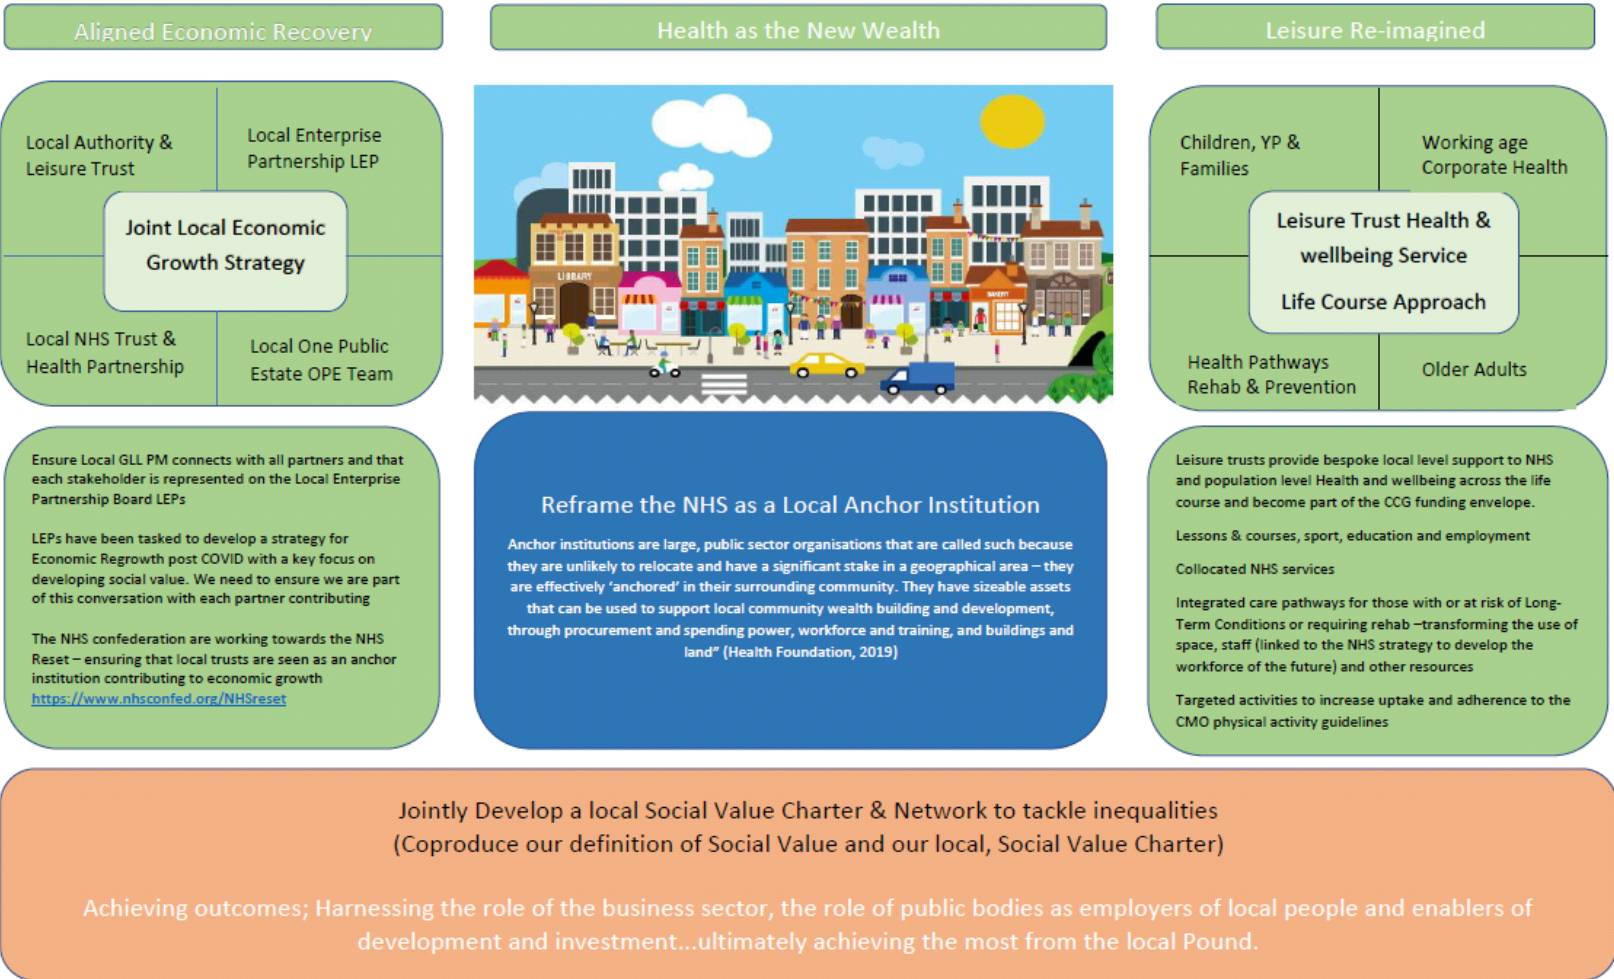 Aligned Economic Recovery
Health as the New Wealth
Leisure Re-imagined
Local Authority &
Leisure Trust
Local Enterprise
Partnership LEP
Joint Local Economic
Growth Strategy
Local NHS Trust &
Health Partnership
Local One Public
Estate OPE Team
LIBRARY
BAKERY
Children, YP &
Families
Working age
Corporate Health
Leisure Trust Health &
wellbeing Service
Life Course Approach
Health Pathways
Rehab & Prevention
Older Adults
Ensure Local GLL PM connects with all partners and that
each stakeholder is represented on the Local Enterprise
Partnership Board LEPs
LEPs have been tasked to develop a strategy for
Economic Regrowth post COVID with a key focus on
developing social value. We need to ensure we are part
of this conversation with each partner contributing
The NHS confederation are working towards the NHS
Reset – ensuring that local trusts are seen as an anchor
institution contributing to economic growth
https://www.nhsconfed.org/NHSreset
Reframe the NHS as a Local Anchor Institution
Anchor institutions are large, public sector organisations that are called such because
they are unlikely to relocate and have a significant stake in a geographical area – they
are effectively ‘anchored’ in their surrounding community. They have sizeable assets
that can be used to support local community wealth building and development,
through procurement and spending power, workforce and training, and buildings and
land” (Health Foundation, 2019)
Leisure trusts provide bespoke local level support to NHS
and population level Health and wellbeing across the life
course and become part of the CCG funding envelope.
Lessons & courses, sport, education and employment
Collocated NHS services
Integrated care pathways for those with or at risk of Long-
Term Conditions or requiring rehab –transforming the use of
space, staff (linked to the NHS strategy to develop the
workforce of the future) and other resources
Targeted activities to increase uptake and adherence to the
CMO physical activity guidelines
Jointly Develop a local Social Value Charter & Network to tackle inequalities
(Coproduce our definition of Social Value and our local, Social Value Charter)
Achieving outcomes; Harnessing the role of the business sector, the role of public bodies as employers of local people and enablers of
development and investment...ultimately achieving the most from the local Pound.